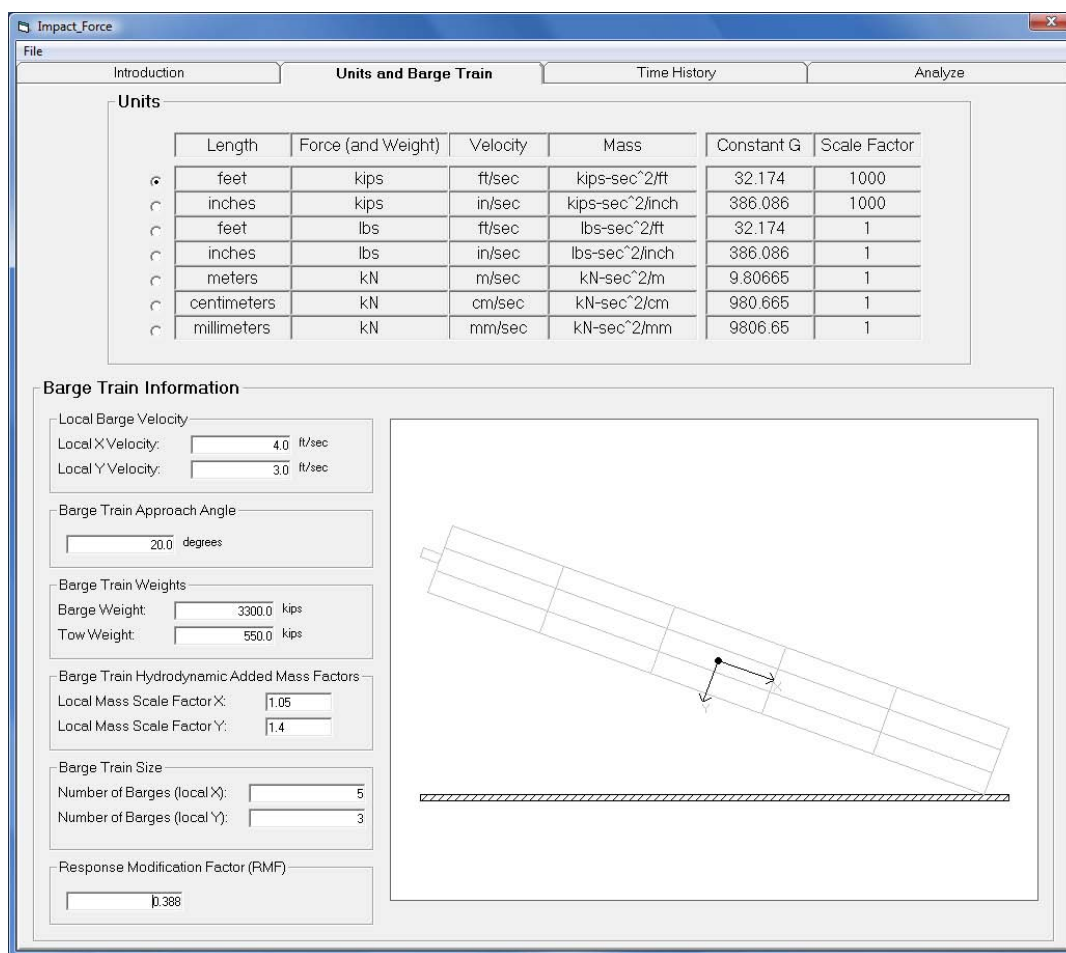 Impact_Force
File
Introduction Units and Barge Train Time History Analyze
Units
Length Force (and Weight) Velocity Mass Constant G Scale Factor
feet kips ft/sec kips-sec^2/ft 32.174 1000
inches kips in/sec kips-sec^2/inch 386.086 1000
feet lbs ft/sec lbs-sec^2/ft 32.174 1
inches lbs in/sec lbs-sec^2/inch 386.086 1
meters kN m/sec kN-sec^2/m 9.80665 1
centimeters kN cm/sec kN-sec^2/cm 980.665 1
millimeters kN mm/sec kN-sec^2/mm 9806.65 1
Barge Train Information
Local Barge Velocity
Local X Velocity: 4.0 ft/sec
Local Y Velocity: 3.0 ft/sec
Barge Train Approach Angle
20.0 degrees
Barge Train Weights
Barge Weight: 3300.0 kips
Tow Weight: 550.0 kips
Barge Train Hydrodynamic Added Mass Factors
Local Mass Scale Factor X: 1.05
Local Mass Scale Factor Y: 1.4
Barge Train Size
Number of Barges (local X): 5
Number of Barges (local Y): 3
Response Modification Factor (RMF)
0.388
X
Y